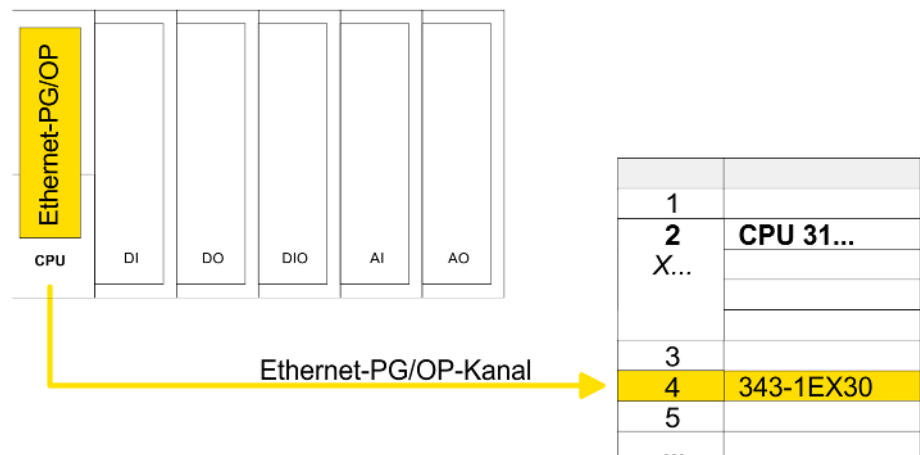 Ethernet-PG/OP
CPU
DI
DO
DIO
AI
AO
Ethernet-PG/OP-Kanal
1
2 CPU 31...
X...
3
4 343-1EX30
5
...